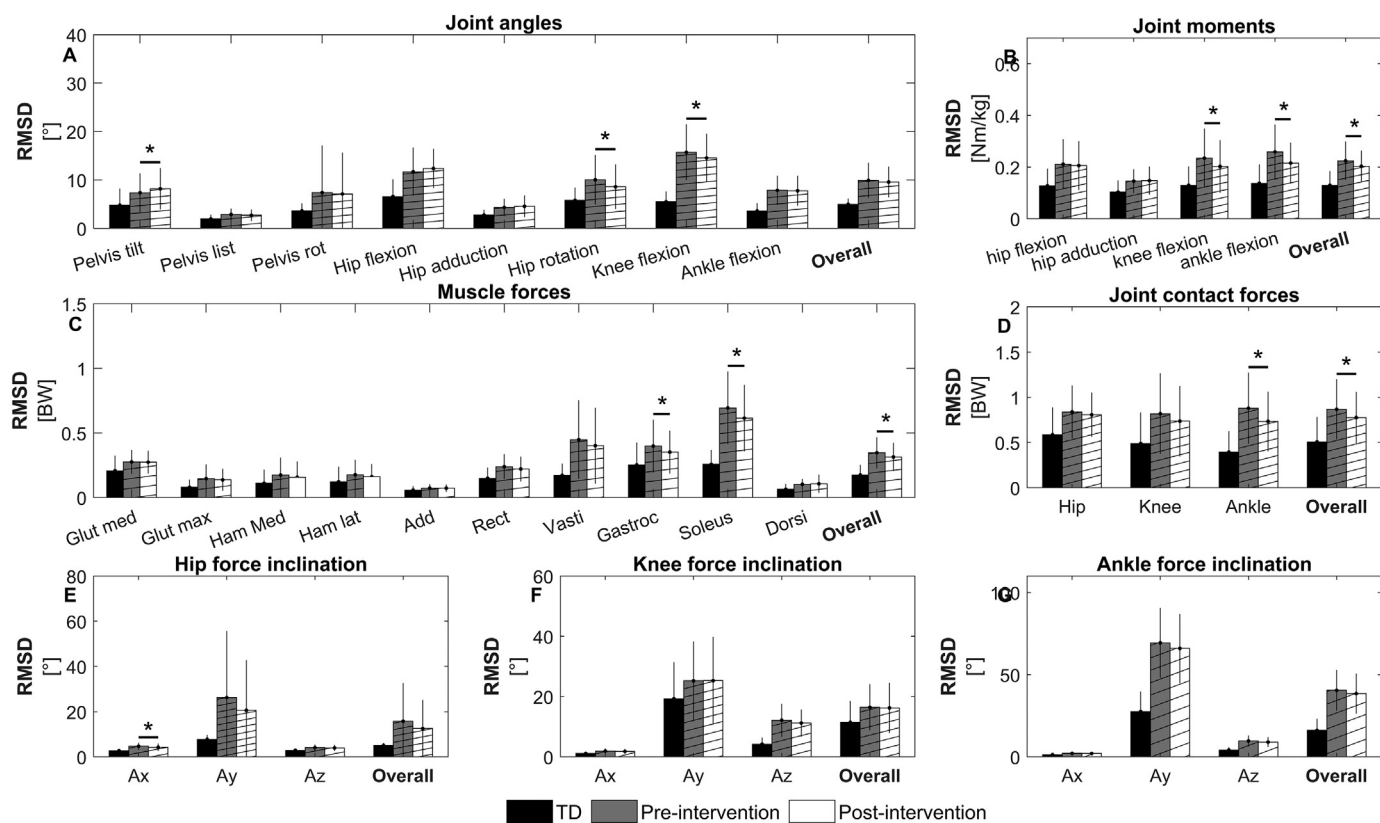 Joint angles
A
RMSD
[°]
40
30
20
10
0
Pelvis tilt
Pelvis list
Pelvis rot
Hip flexion
Hip adduction
Hip rotation
Knee flexion
Ankle flexion
Overall
*
*
*
Joint moments
B
RMSD
[Nm/kg]
0.6
0.4
0.2
0
hip flexion
hip adduction
knee flexion
ankle flexion
Overall
*
*
*
Muscle forces
C
RMSD
[BW]
1.5
1
0.5
0
Glut med
Glut max
Ham Med
Ham lat
Add
Rect
Vasti
Gastroc
Soleus
Dorsi
Overall
*
*
*
Joint contact forces
D
RMSD
[BW]
2
1.5
1
0.5
0
Hip
Knee
Ankle
Overall
*
*
Hip force inclination
E
RMSD
[°]
80
60
40
20
0
Ax
Ay
Az
Overall
*
Knee force inclination
F
RMSD
[°]
60
40
20
0
Ax
Ay
Az
Overall
Ankle force inclination
G
RMSD
[°]
100
50
0
Ax
Ay
Az
Overall
TD Pre-intervention Post-intervention